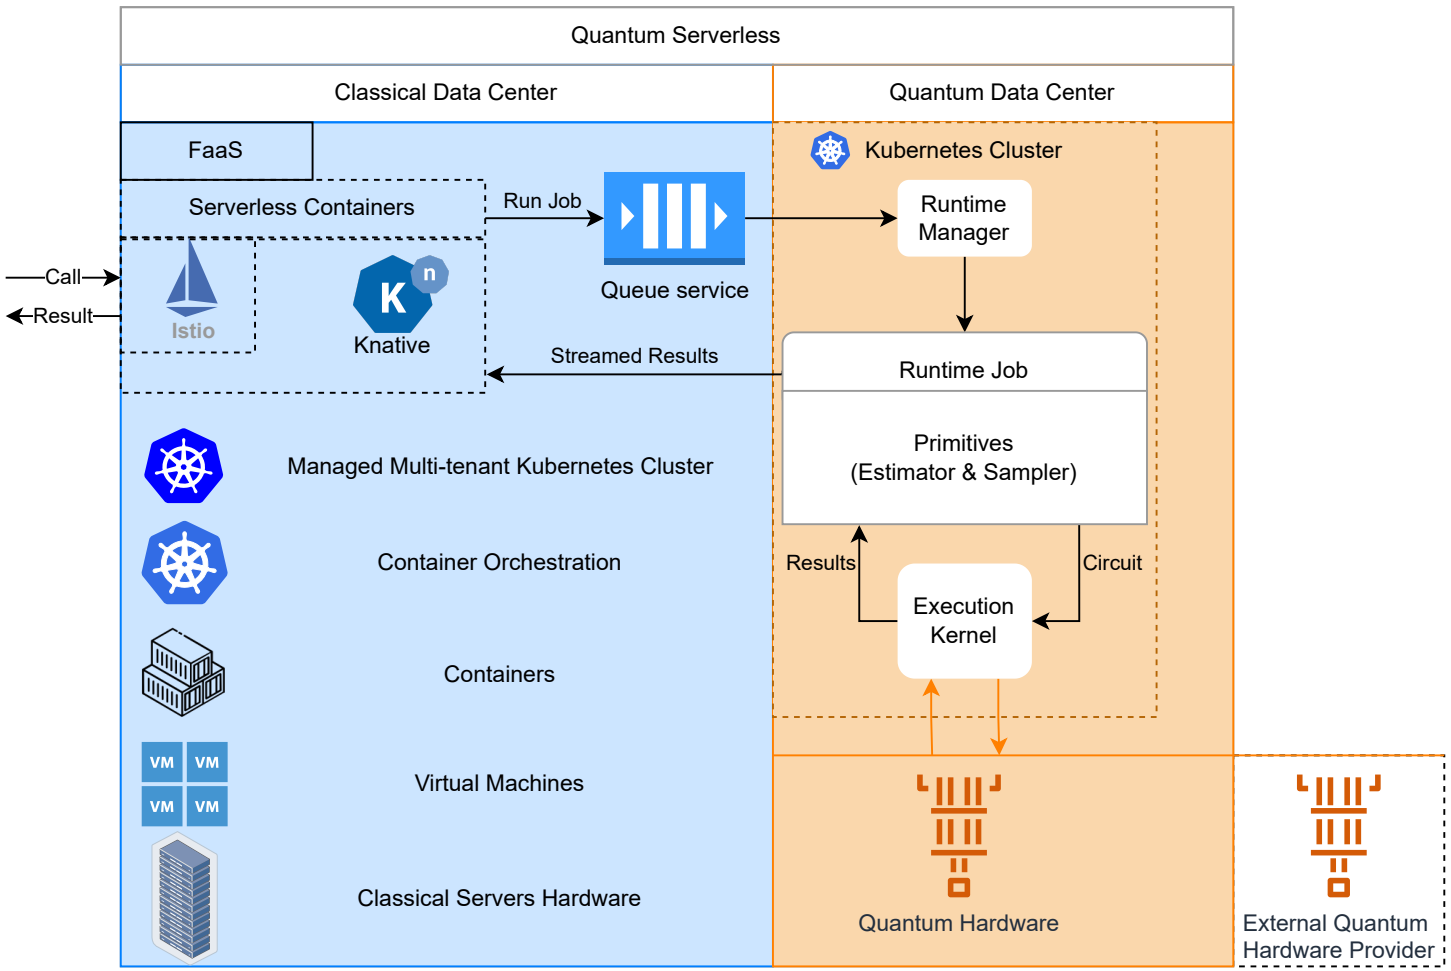 Quantum Serverless
Classical Data Center
Quantum Data Center
FaaS
Kubernetes Cluster
Serverless Containers
Run Job
Runtime
Manager
Call
Result
Istio
n
K
Knative
Queue service
Streamed Results
Runtime Job
Primitives
(Estimator & Sampler)
Managed Multi-tenant Kubernetes Cluster
Container Orchestration
Results
Circuit
Execution
Kernel
Containers
VM VM
VM VM
Virtual Machines
Classical Servers Hardware
Quantum Hardware
External Quantum
Hardware Provider